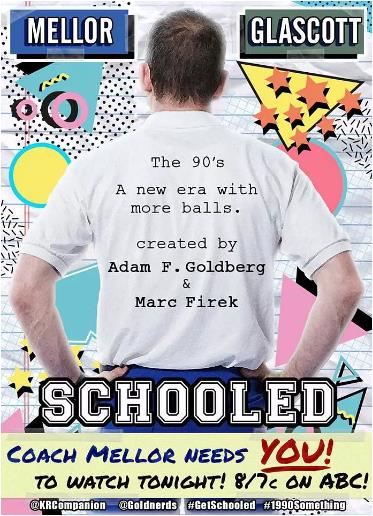 MELLOR GLASCOTT
The 90's
A new era with
more balls.
created by
Adam F. Goldberg
&
Marc Firek
SCHOOLED
COACH MELLOR NEEDS YOU!
TO WATCH TONIGHT! 8/7c ON ABC!
@KRCompanion @Goldnerds #GetSchooled #1990Something